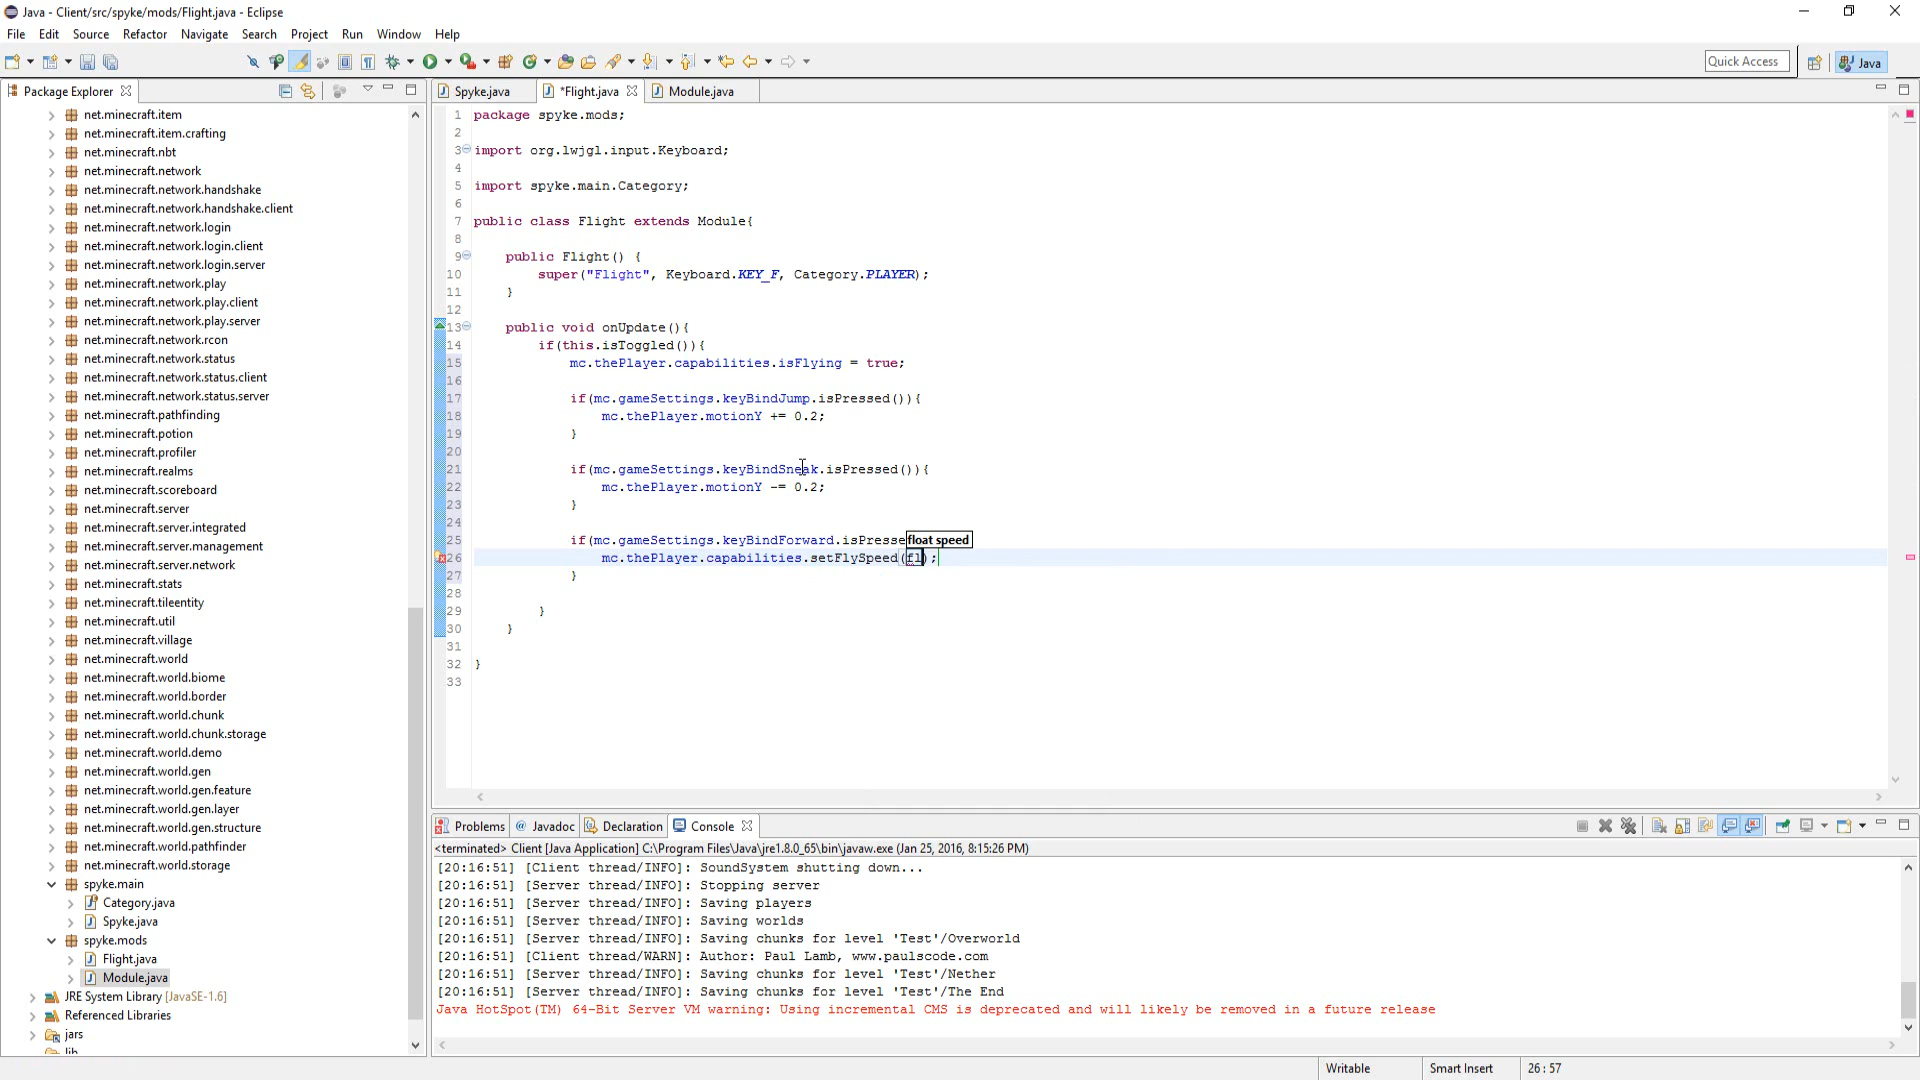 Java - Client/src/spyke/mods/Flight.java - Eclipse
File Edit Source Refactor Navigate Search Project Run Window Help
Quick Access
Java
Package Explorer
net.minecraft.item
net.minecraft.item.crafting
net.minecraft.nbt
net.minecraft.network
net.minecraft.network.handshake
net.minecraft.network.handshake.client
net.minecraft.network.login
net.minecraft.network.login.client
net.minecraft.network.login.server
net.minecraft.network.play
net.minecraft.network.play.client
net.minecraft.network.play.server
net.minecraft.network.rcon
net.minecraft.network.status
net.minecraft.network.status.client
net.minecraft.network.status.server
net.minecraft.pathfinding
net.minecraft.potion
net.minecraft.profiler
net.minecraft.realms
net.minecraft.scoreboard
net.minecraft.server
net.minecraft.server.integrated
net.minecraft.server.management
net.minecraft.server.network
net.minecraft.stats
net.minecraft.tileentity
net.minecraft.util
net.minecraft.village
net.minecraft.world
net.minecraft.world.biome
net.minecraft.world.border
net.minecraft.world.chunk
net.minecraft.world.chunk.storage
net.minecraft.world.demo
net.minecraft.world.gen
net.minecraft.world.gen.feature
net.minecraft.world.gen.layer
net.minecraft.world.gen.structure
net.minecraft.world.pathfinder
net.minecraft.world.storage
spyke.main
Category.java
Spyke.java
spyke.mods
Flight.java
Module.java
JRE System Library [JavaSE-1.6]
Referenced Libraries
jars
lib
Spyke.java *Flight.java Module.java
1 package spyke.mods;
2
3 import org.lwjgl.input.Keyboard;
4
5 import spyke.main.Category;
6
7 public class Flight extends Module{
8
9 public Flight() {
10 super("Flight", Keyboard.KEY_F, Category.PLAYER);
11 }
12
13 public void onUpdate(){
14 if(this.isToggled()){
15 mc.thePlayer.capabilities.isFlying = true;
16
17 if(mc.gameSettings.keyBindJump.isPressed()){
18 mc.thePlayer.motionY += 0.2;
19 }
20
21 if(mc.gameSettings.keyBindSneak.isPressed()){
22 mc.thePlayer.motionY -= 0.2;
23 }
24
25 if(mc.gameSettings.keyBindForward.isPresse float speed
26 mc.thePlayer.capabilities.setFlySpeed(fl);
27 }
28
29 }
30 }
31
32 }
33
Problems @ Javadoc Declaration Console
<terminated> Client [Java Application] C:\Program Files\Java\jre1.8.0_65\bin\javaw.exe (Jan 25, 2016, 8:15:26 PM)
[20:16:51] [Client thread/INFO]: SoundSystem shutting down...
[20:16:51] [Server thread/INFO]: Stopping server
[20:16:51] [Server thread/INFO]: Saving players
[20:16:51] [Server thread/INFO]: Saving worlds
[20:16:51] [Server thread/INFO]: Saving chunks for level 'Test'/Overworld
[20:16:51] [Client thread/WARN]: Author: Paul Lamb, www.paulscode.com
[20:16:51] [Server thread/INFO]: Saving chunks for level 'Test'/Nether
[20:16:51] [Server thread/INFO]: Saving chunks for level 'Test'/The End
Java HotSpot(TM) 64-Bit Server VM warning: Using incremental CMS is deprecated and will likely be removed in a future release
Writable Smart Insert 26:57